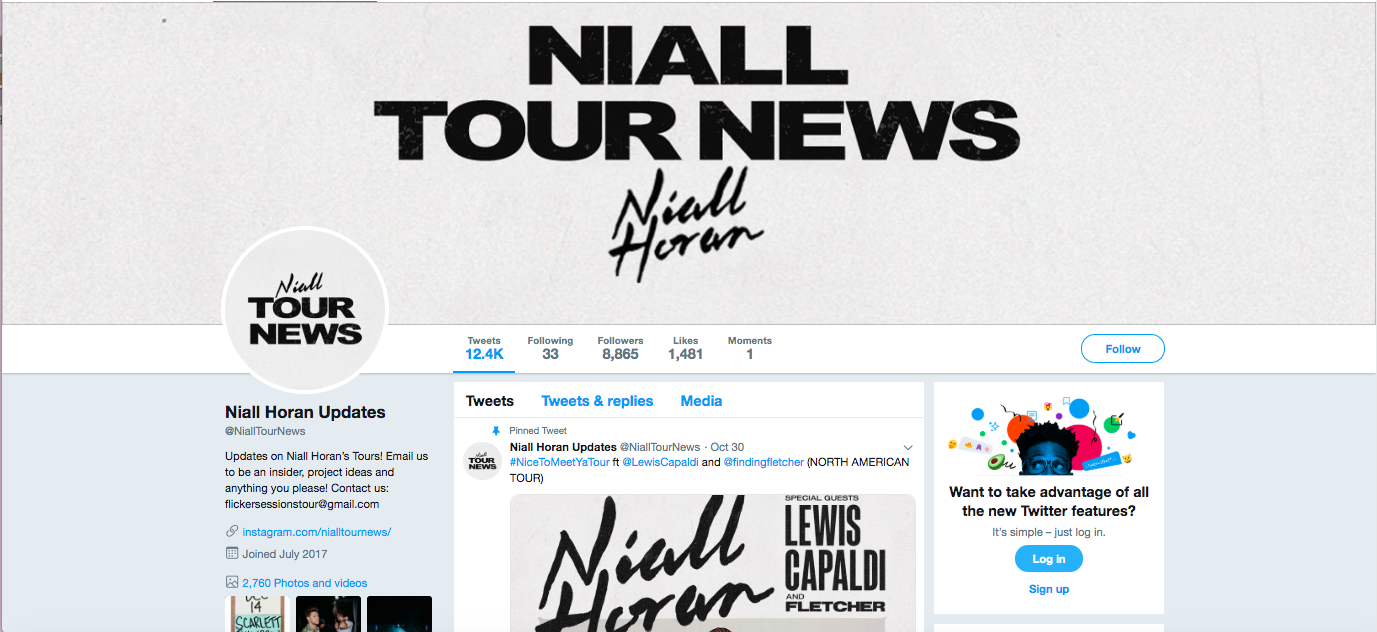 NIALL
TOUR NEWS
Niall
Horan
Niall
TOUR
NEWS
Tweets
12.4K
Following
33
Followers
8,865
Likes
1,481
Moments
1
Follow
Niall Horan Updates
@NiallTourNews
Updates on Niall Horan's Tours! Email us
to be an insider, project ideas and
anything you please! Contact us:
flickersessionstour@gmail.com
instagram.com/nialltournews/
Joined July 2017
2,760 Photos and videos
14
SCARLETT
Tweets Tweets & replies Media
Pinned Tweet
Niall
TOUR
NEWS
Niall Horan Updates @NiallTourNews · Oct 30
#NiceToMeetYaTour ft @LewisCapaldi and @findingfletcher (NORTH AMERICAN
TOUR)
Niall
Horan
SPECIAL GUESTS
LEWIS
CAPALDI
AND
FLETCHER
Want to take advantage of all
the new Twitter features?
It's simple – just log in.
Log in
Sign up